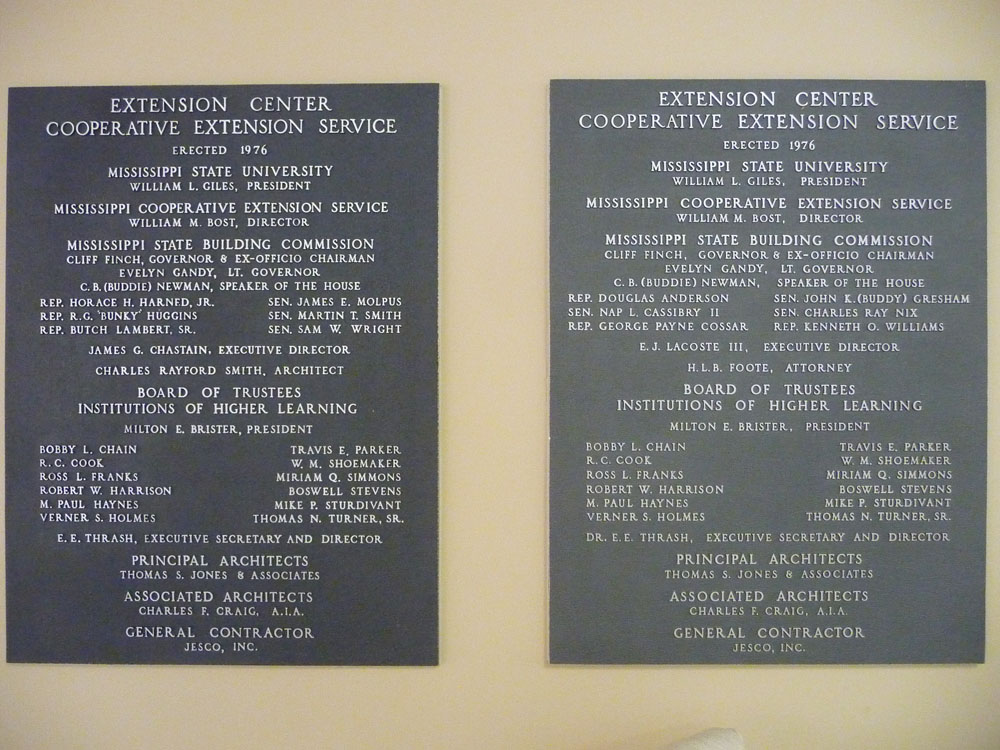 EXTENSION CENTER
COOPERATIVE EXTENSION SERVICE
ERECTED 1976
MISSISSIPPI STATE UNIVERSITY
WILLIAM L. GILES, PRESIDENT
MISSISSIPPI COOPERATIVE EXTENSION SERVICE
WILLIAM M. BOST, DIRECTOR
MISSISSIPPI STATE BUILDING COMMISSION
CLIFF FINCH, GOVERNOR & EX-OFFICIO CHAIRMAN
EVELYN GANDY, LT. GOVERNOR
C. B. (BUDDIE) NEWMAN, SPEAKER OF THE HOUSE
REP. HORACE H. HARNED, JR. SEN. JAMES E. MOLPUS
REP. R.G. 'BUNKY' HUGGINS SEN. MARTIN T. SMITH
REP. BUTCH LAMBERT, SR. SEN. SAM W. WRIGHT
JAMES G. CHASTAIN, EXECUTIVE DIRECTOR
CHARLES RAYFORD SMITH, ARCHITECT
BOARD OF TRUSTEES
INSTITUTIONS OF HIGHER LEARNING
MILTON E. BRISTER, PRESIDENT
BOBBY L. CHAIN TRAVIS E. PARKER
R. C. COOK W. M. SHOEMAKER
ROSS L. FRANKS MIRIAM Q. SIMMONS
ROBERT W. HARRISON BOSWELL STEVENS
M. PAUL HAYNES MIKE P. STURDIVANT
VERNER S. HOLMES THOMAS N. TURNER, SR.
E. E. THRASH, EXECUTIVE SECRETARY AND DIRECTOR
PRINCIPAL ARCHITECTS
THOMAS S. JONES & ASSOCIATES
ASSOCIATED ARCHITECTS
CHARLES F. CRAIG, A.I.A.
GENERAL CONTRACTOR
JESCO, INC.
EXTENSION CENTER
COOPERATIVE EXTENSION SERVICE
ERECTED 1976
MISSISSIPPI STATE UNIVERSITY
WILLIAM L. GILES, PRESIDENT
MISSISSIPPI COOPERATIVE EXTENSION SERVICE
WILLIAM M. BOST, DIRECTOR
MISSISSIPPI STATE BUILDING COMMISSION
CLIFF FINCH, GOVERNOR & EX-OFFICIO CHAIRMAN
EVELYN GANDY, LT. GOVERNOR
C. B. (BUDDIE) NEWMAN, SPEAKER OF THE HOUSE
REP. DOUGLAS ANDERSON SEN. JOHN K. (BUDDY) GRESHAM
SEN. NAP L. CASSIBRY II SEN. CHARLES RAY NIX
REP. GEORGE PAYNE COSSAR REP. KENNETH O. WILLIAMS
E. J. LACOSTE III, EXECUTIVE DIRECTOR
H. L. B. FOOTE, ATTORNEY
BOARD OF TRUSTEES
INSTITUTIONS OF HIGHER LEARNING
MILTON E. BRISTER, PRESIDENT
BOBBY L. CHAIN TRAVIS E. PARKER
R. C. COOK W. M. SHOEMAKER
ROSS L. FRANKS MIRIAM Q. SIMMONS
ROBERT W. HARRISON BOSWELL STEVENS
M. PAUL HAYNES MIKE P. STURDIVANT
VERNER S. HOLMES THOMAS N. TURNER, SR.
DR. E. E. THRASH, EXECUTIVE SECRETARY AND DIRECTOR
PRINCIPAL ARCHITECTS
THOMAS S. JONES & ASSOCIATES
ASSOCIATED ARCHITECTS
CHARLES F. CRAIG, A.I.A.
GENERAL CONTRACTOR
JESCO, INC.